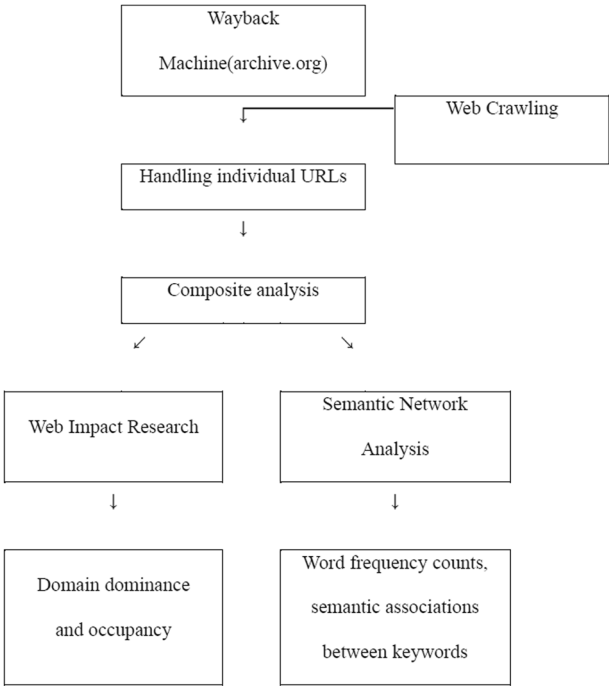 Wayback
Machine(archive.org)
Web Crawling
Handling individual URLs
Composite analysis
Web Impact Research
Semantic Network
Analysis
Domain dominance
and occupancy
Word frequency counts,
semantic associations
between keywords